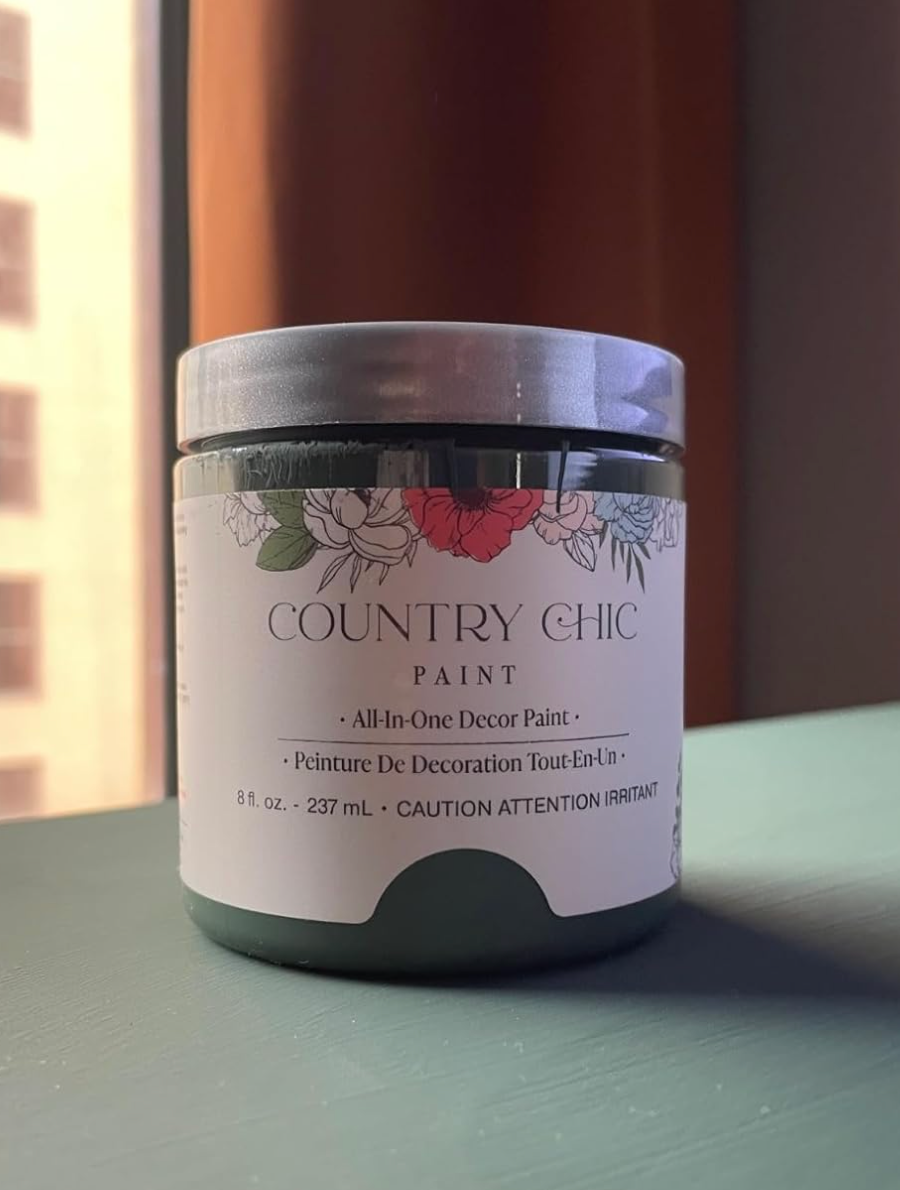 COUNTRY CHIC
PAINT
· All-In-One Decor Paint ·
· Peinture De Decoration Tout-En-Un ·
8 fl. oz. - 237 mL · CAUTION ATTENTION IRRITANT